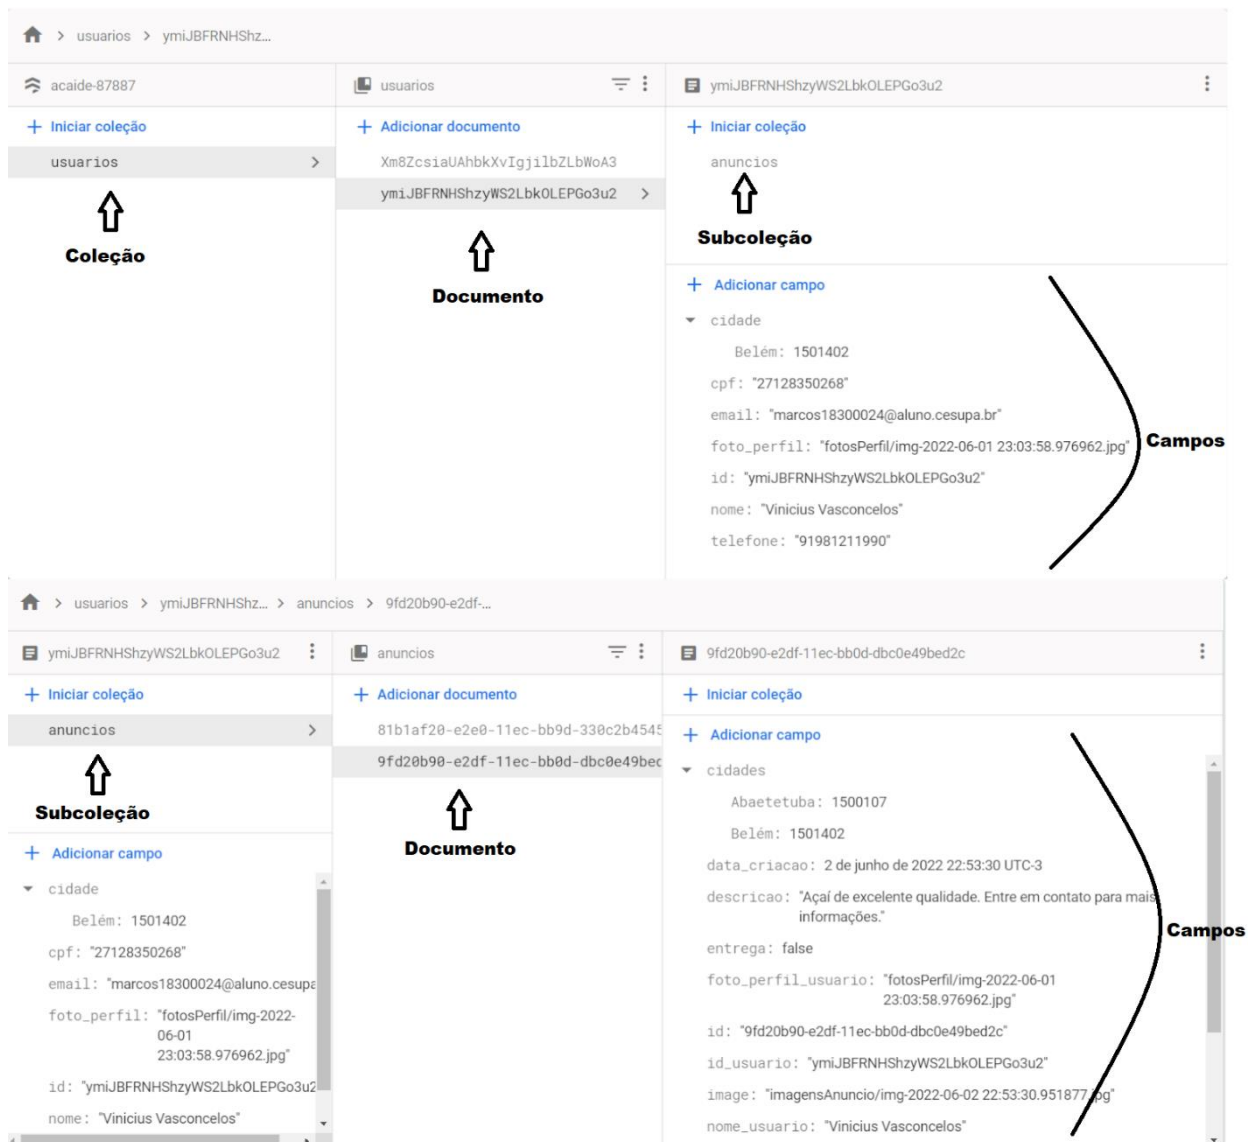 usuarios > ymiJBFRNHShz...
acaide-87887
usuarios
ymiJBFRNHShzyWS2LbkOLEPGo3u2
+ Iniciar coleção
+ Adicionar documento
+ Iniciar coleção
usuarios
Xm8ZcsiaUAhbkXvIgjilbZLbWoA3
anuncios
ymiJBFRNHShzyWS2LbkOLEPGo3u2
Coleção
Documento
Subcoleção
+ Adicionar campo
cidade
Belém: 1501402
cpf: "27128350268"
email: "marcos18300024@aluno.cesupa.br"
foto_perfil: "fotosPerfil/img-2022-06-01 23:03:58.976962.jpg"
Campos
id: "ymiJBFRNHShzyWS2LbkOLEPGo3u2"
nome: "Vinicius Vasconcelos"
telefone: "91981211990"
> usuarios > ymiJBFRNHShz... > anuncios > 9fd20b90-e2df-...
ymiJBFRNHShzyWS2LbkOLEPGo3u2
anuncios
9fd20b90-e2df-11ec-bb0d-dbc0e49bed2c
+ Iniciar coleção
+ Adicionar documento
+ Iniciar coleção
anuncios
Subcoleção
+ Adicionar campo
cidade
Belém: 1501402
cpf: "27128350268"
email: "marcos18300024@aluno.cesupa
foto_perfil: "fotosPerfil/img-2022-
06-01
23:03:58.976962.jpg"
id: "ymiJBFRNHShzyWS2LbkOLEPGo3u2
nome: "Vinicius Vasconcelos"
81b1af20-e2e0-11ec-bb9d-330c2b4545
9fd20b90-e2df-11ec-bb0d-dbc0e49bed
Documento
+ Adicionar campo
cidades
Abaetetuba: 1500107
Belém: 1501402
data_criacao: 2 de junho de 2022 22:53:30 UTC-3
descricao: "Açaí de excelente qualidade. Entre em contato para mais
informações."
Campos
entrega: false
foto_perfil_usuario: "fotosPerfil/img-2022-06-01
23:03:58.976962.jpg"
id: "9fd20b90-e2df-11ec-bb0d-dbc0e49bed2c"
id_usuario: "ymiJBFRNHShzyWS2LbkOLEPGo3u2"
image: "imagensAnuncio/img-2022-06-02 22:53:30.951877.jpg"
nome_usuario: "Vinicius Vasconcelos"